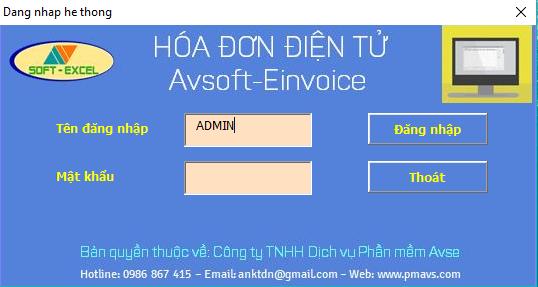 Dang nhap he thong
SOFT - EXCEL
HÓA ĐƠN ĐIỆN TỬ
Avsoft-Einvoice
Tên đăng nhập
ADMIN
Đăng nhập
Mật khẩu
Thoát
Bản quyền thuộc về: Công ty TNHH Dịch vụ Phần mềm Avse
Hotline: 0986 867 415 – Email: anktdn@gmail.com – Web: www.pmavs.com